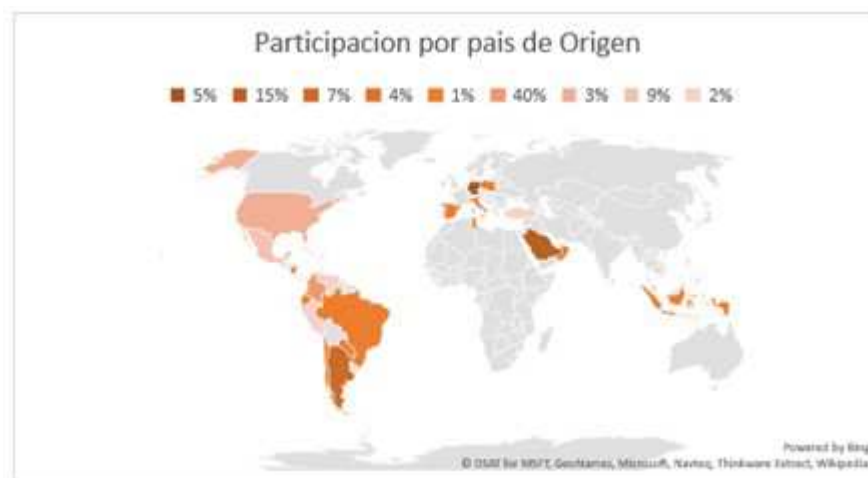 Participacion por pais de Origen
5% 15% 7% 4% 1% 40% 3% 9% 2%
Powered by Bing
© DSAT for MSFT, GeoNames, Microsoft, Navteq, Thinkware Extract, Wikipedia